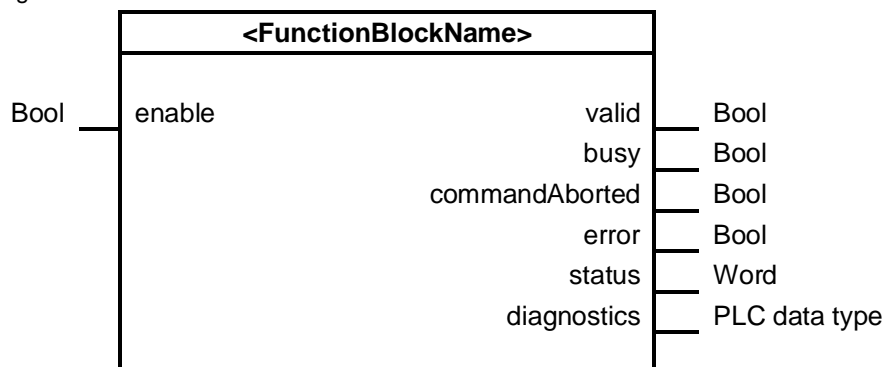 <FunctionBlockName>
Bool enable valid Bool
busy Bool
commandAborted Bool
error Bool
status Word
diagnostics PLC data type